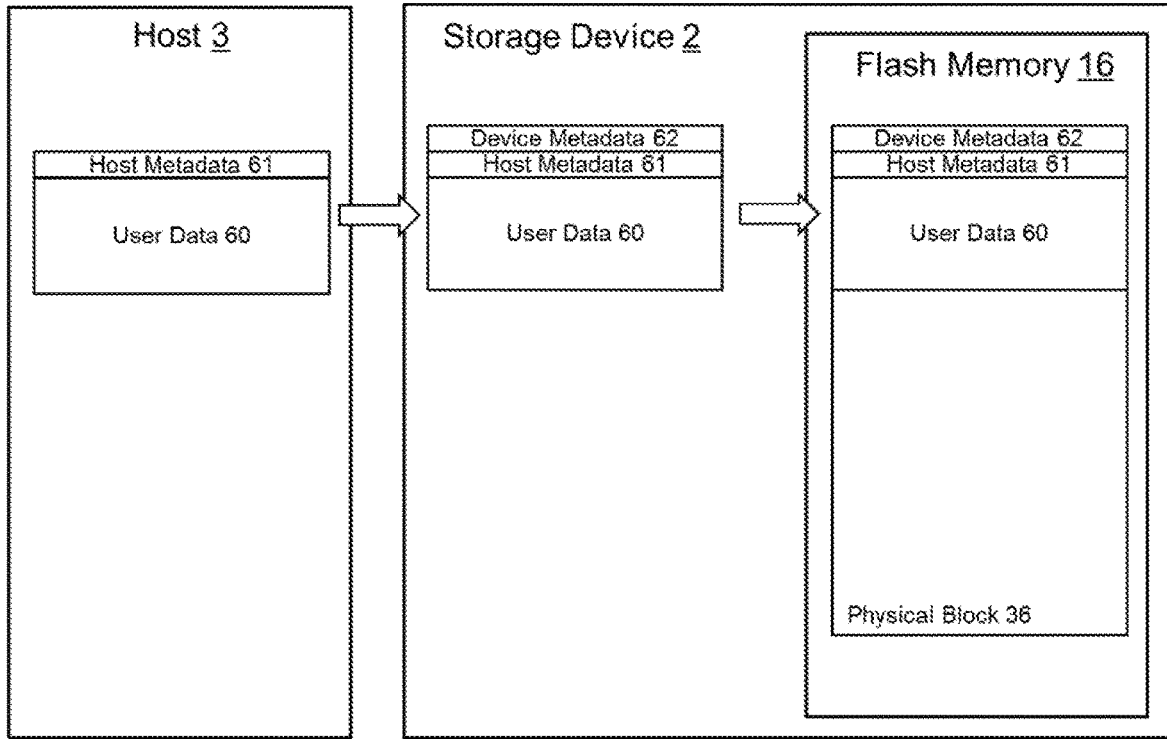 Host 3
Host Metadata 61
User Data 60
Storage Device 2
Device Metadata 62
Host Metadata 61
User Data 60
Flash Memory 16
Device Metadata 62
Host Metadata 61
User Data 60
Physical Block 36